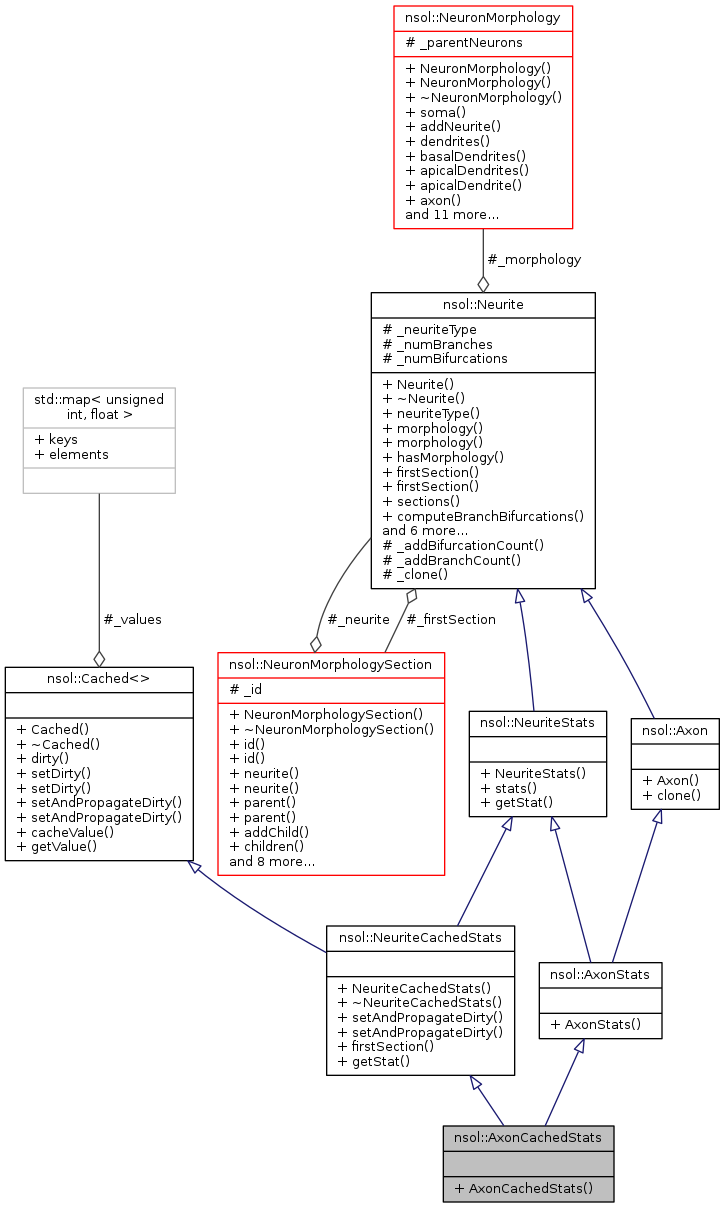 nsol::NeuronMorphology
# _parentNeurons
+ NeuronMorphology()
+ NeuronMorphology()
+ ~NeuronMorphology()
+ soma()
+ addNeurite()
+ dendrites()
+ basalDendrites()
+ apicalDendrites()
+ apicalDendrite()
+ axon()
and 11 more...
#_morphology
nsol::Neurite
# _neuriteType
# _numBranches
# _numBifurcations
+ Neurite()
+ ~Neurite()
+ neuriteType()
+ morphology()
+ morphology()
+ hasMorphology()
+ firstSection()
+ firstSection()
+ sections()
+ computeBranchBifurcations()
and 6 more...
# _addBifurcationCount()
# _addBranchCount()
# _clone()
std::map< unsigned
int, float >
+ keys
+ elements
#_values
#_neurite
#_firstSection
nsol::Cached<>
+ Cached()
+ ~Cached()
+ dirty()
+ setDirty()
+ setDirty()
+ setAndPropagateDirty()
+ setAndPropagateDirty()
+ cacheValue()
+ getValue()
nsol::NeuronMorphologySection
# _id
+ NeuronMorphologySection()
+ ~NeuronMorphologySection()
+ id()
+ id()
+ neurite()
+ neurite()
+ parent()
+ parent()
+ addChild()
+ children()
and 8 more...
nsol::NeuriteStats
+ NeuriteStats()
+ stats()
+ getStat()
nsol::Axon
+ Axon()
+ clone()
nsol::NeuriteCachedStats
+ NeuriteCachedStats()
+ ~NeuriteCachedStats()
+ setAndPropagateDirty()
+ setAndPropagateDirty()
+ firstSection()
+ getStat()
nsol::AxonStats
+ AxonStats()
nsol::AxonCachedStats
+ AxonCachedStats()